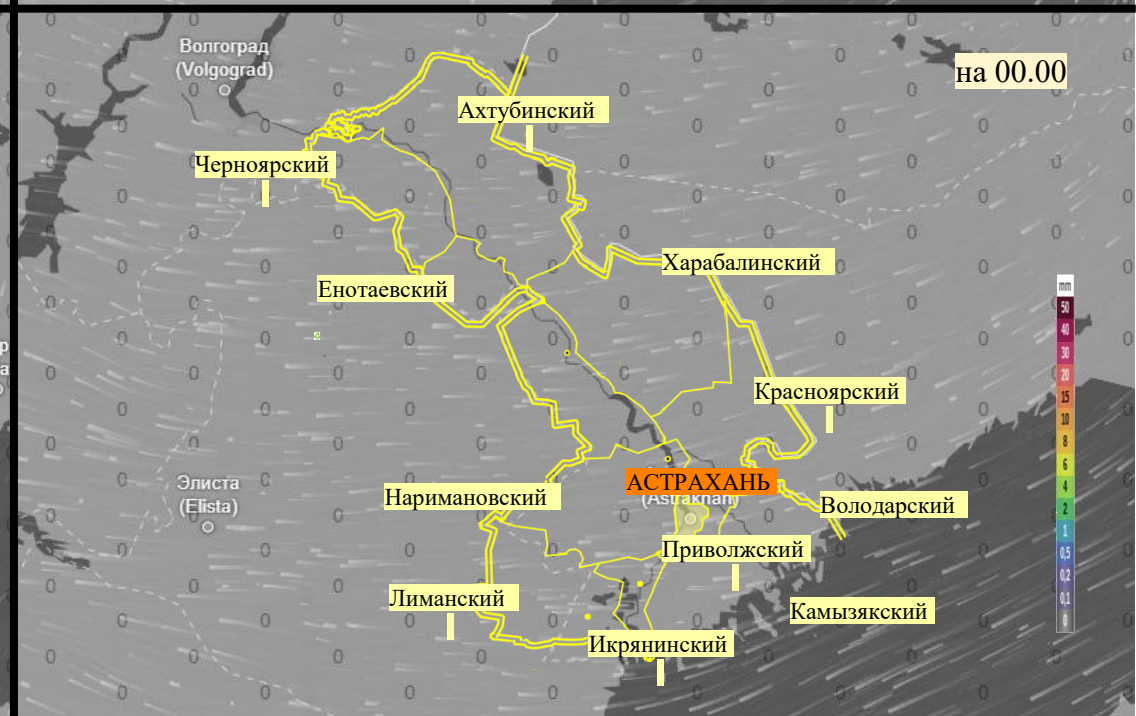 Волгоград
(Volgograd)
на 00.00
Ахтубинский
Черноярский
Харабалинский
Енотаевский
mm
50
40
30
20
15
10
8
6
4
2
1
0,5
0,2
0,1
0
Красноярский
АСТРАХАНЬ
(Astrakhan)
Элиста
(Elista)
Наримановский
Володарский
Приволжский
Лиманский
Камызякский
Икрянинский